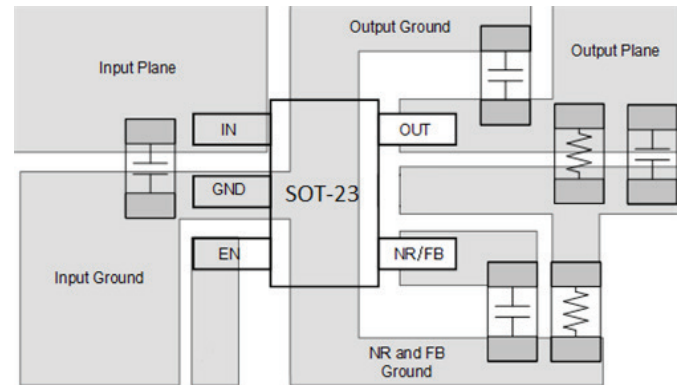 Output Ground
Input Plane
Output Plane
IN
OUT
GND
SOT-23
EN
NR/FB
Input Ground
NR and FB
Ground